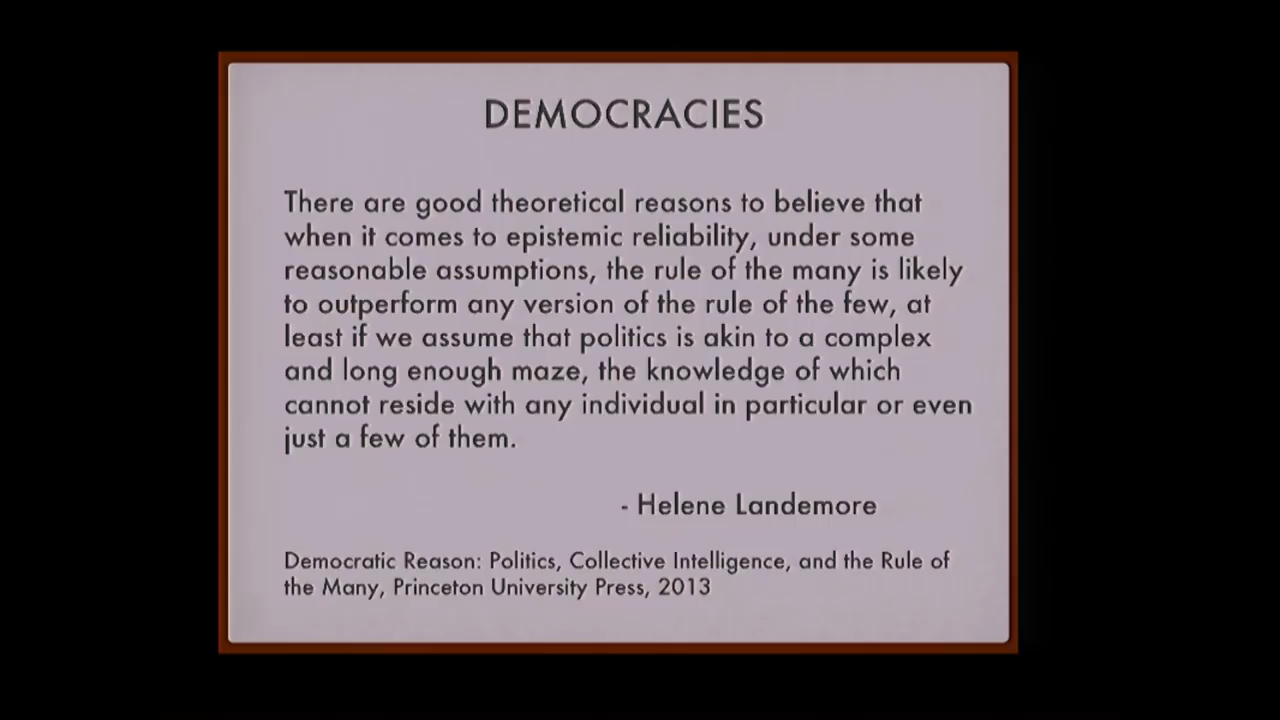 DEMOCRACIES
There are good theoretical reasons to believe that
when it comes to epistemic reliability, under some
reasonable assumptions, the rule of the many is likely
to outperform any version of the rule of the few, at
least if we assume that politics is akin to a complex
and long enough maze, the knowledge of which
cannot reside with any individual in particular or even
just a few of them.
- Helene Landemore
Democratic Reason: Politics, Collective Intelligence, and the Rule of
the Many, Princeton University Press, 2013